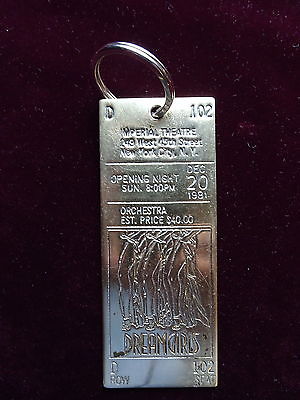 D 102
IMPERIAL THEATRE
249 West 45th Street
New York City, N.Y.
OPENING NIGHT
SUN. 8:00PM
DEC.
20
1981
ORCHESTRA
EST. PRICE $40.00
DREAMGIRLS
D 102
ROW SEAT